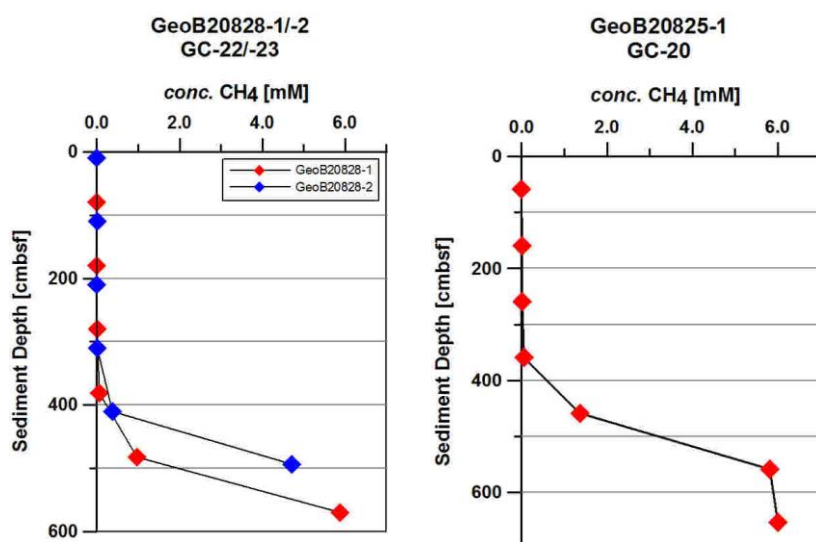 GeoB20828-1/-2
GC-22/-23
conc. CH4 [mM]
0.0 2.0 4.0 6.0
0
200
400
600
Sediment Depth [cmbsf]
GeoB20828-1
GeoB20828-2
GeoB20825-1
GC-20
conc. CH4 [mM]
0.0 2.0 4.0 6.0
0
200
400
600
Sediment Depth [cmbsf]